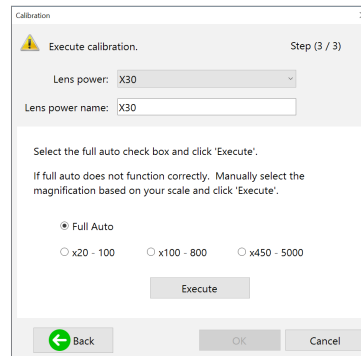 Calibration
Execute calibration.
Step (3 / 3)
Lens power: X30
Lens power name: X30
Select the full auto check box and click 'Execute'.
If full auto does not function correctly. Manually select the
magnification based on your scale and click 'Execute'.
Full Auto
x20 - 100 x100 - 800 x450 - 5000
Execute
Back OK Cancel